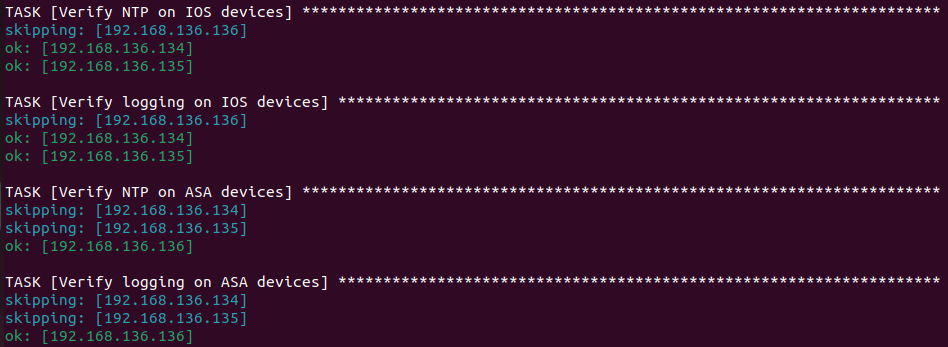 TASK [Verify NTP on IOS devices] ***********************************************************************
skipping: [192.168.136.136]
ok: [192.168.136.134]
ok: [192.168.136.135]
TASK [Verify logging on IOS devices] *******************************************************************
skipping: [192.168.136.136]
ok: [192.168.136.134]
ok: [192.168.136.135]
TASK [Verify NTP on ASA devices] ***********************************************************************
skipping: [192.168.136.134]
skipping: [192.168.136.135]
ok: [192.168.136.136]
TASK [Verify logging on ASA devices] *******************************************************************
skipping: [192.168.136.134]
skipping: [192.168.136.135]
ok: [192.168.136.136]